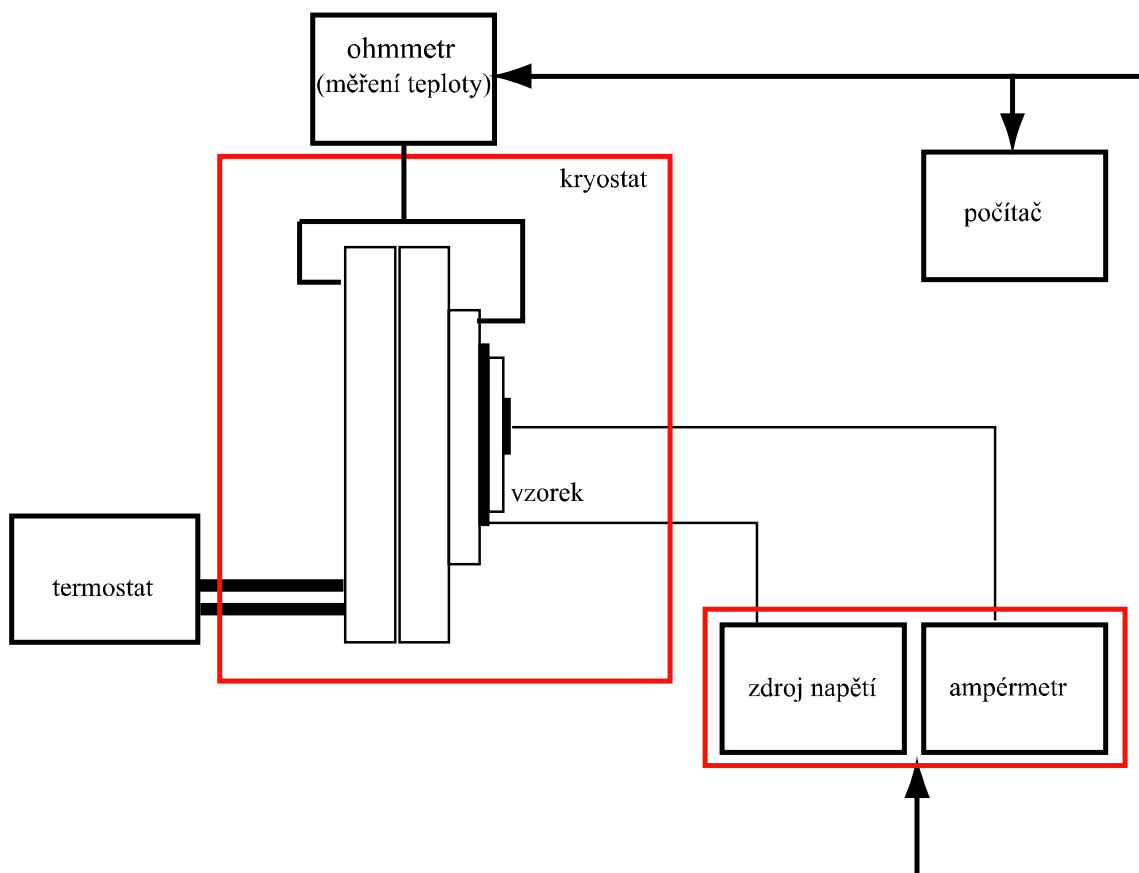 ohmmetr
(měření teploty)
kryostat
počítač
vzorek
termostat
zdroj napětí
ampérmetr